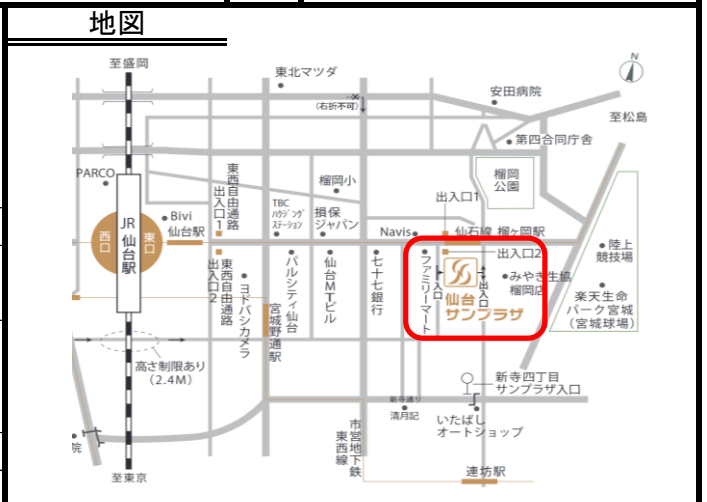 地図
至盛岡
東北マツダ
N
(右折不可)
安田病院
至松島
第四合同庁舎
PARCO
東西自由通路
出入口1
榴岡小
榴岡
公園
TBC
ハウジング
ステーション
損保
ジャパン
出入口1
Bivi
仙台駅
Navis
仙石線 榴ヶ岡駅
西口
JR
仙台駅
東口
出入口2
東西自由通路
出入口2
ヨドバシカメラ
宮城野通駅
パルシティ仙台
仙台MTビル
七十七銀行
ファミリーマート
入口
出入口
仙台
サンプラザ
みやぎ生協
榴岡店
陸上
競技場
楽天生命
パーク宮城
(宮城球場)
高さ制限あり
(2.4M)
新寺四丁目
サンプラザ入口
新寺通り
清月記
いたばし
オートショップ
院
市営地下鉄
東西線
至東京
連坊駅